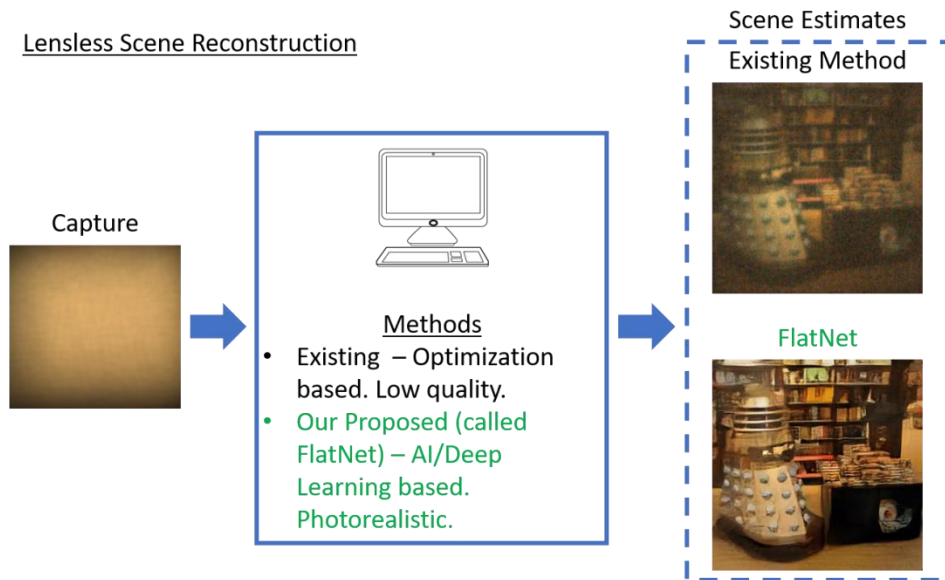 Lensless Scene Reconstruction
Capture
Methods
• Existing – Optimization
based. Low quality.
• Our Proposed (called
FlatNet) – AI/Deep
Learning based.
Photorealistic.
Scene Estimates
Existing Method
FlatNet